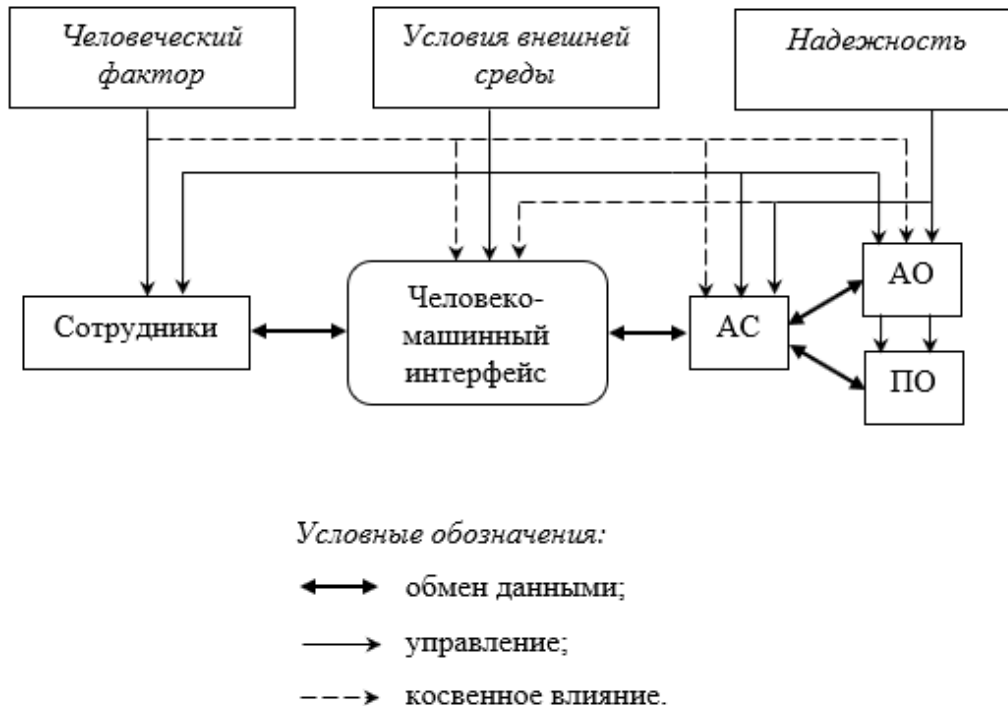 Человеческий
фактор
Условия внешней
среды
Надежность
Сотрудники
Человеко-
машинный
интерфейс
АС
АО
ПО
Условные обозначения:
обмен данными;
управление;
косвенное влияние.